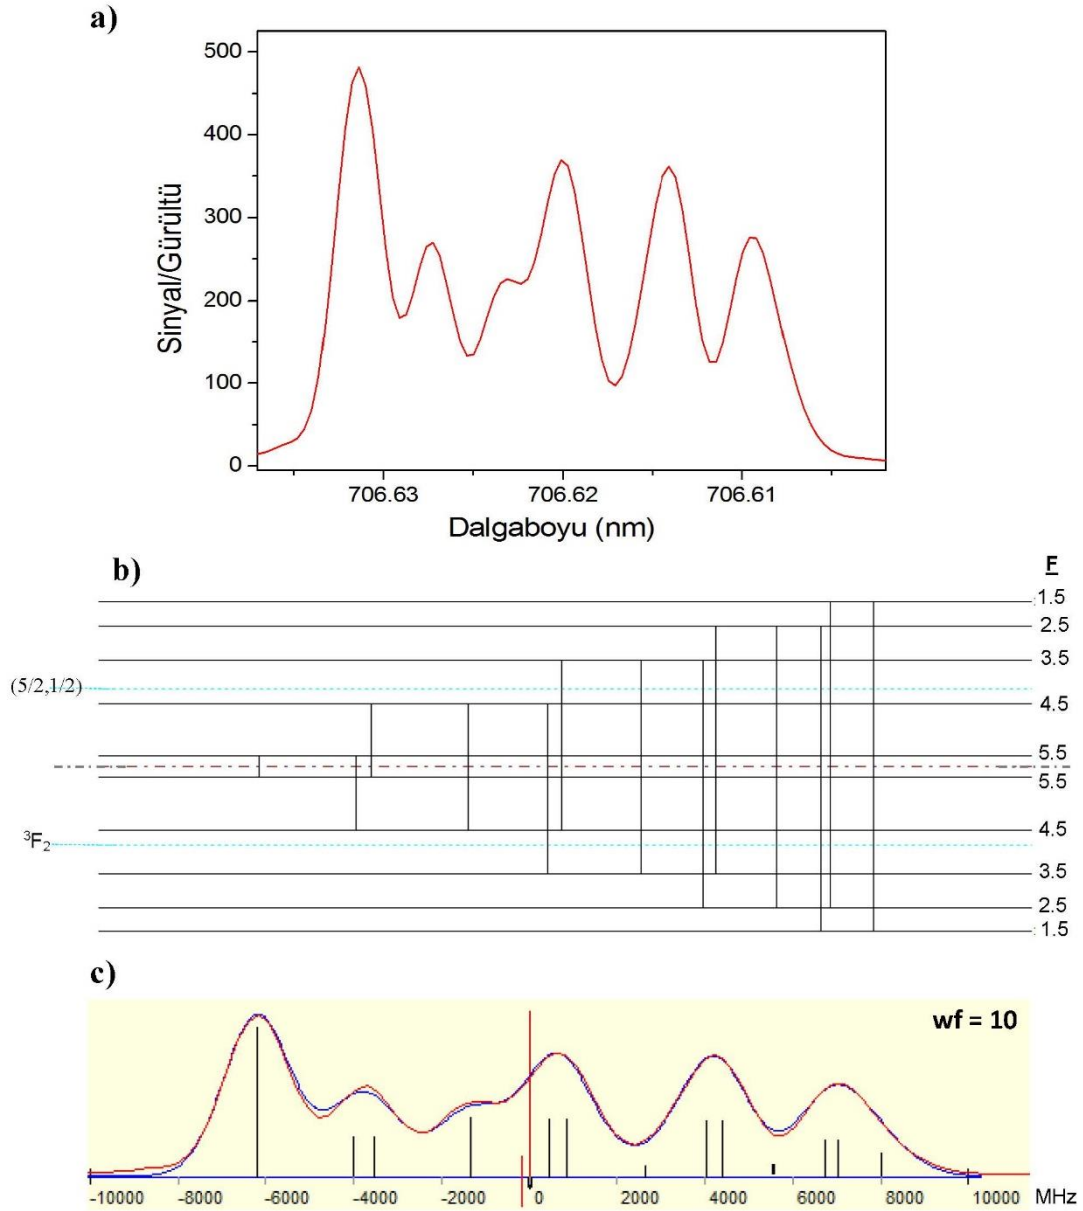 a)
500
400
300
200
100
0
Sinyal/Gürültü
706.63 706.62 706.61
Dalgaboyu (nm)
b)
F
1.5
2.5
3.5
(5/2,1/2)
4.5
5.5
5.5
4.5
³F₂
3.5
2.5
1.5
c)
wf = 10
-10000 -8000 -6000 -4000 -2000 0 2000 4000 6000 8000 10000 MHz